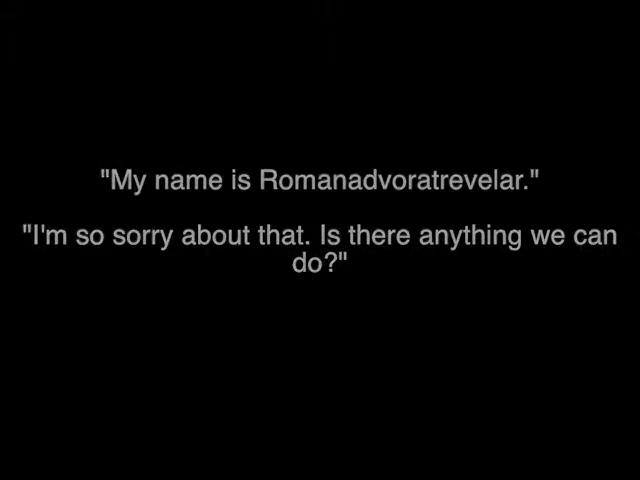 "My name is Romanadvoratrevelar."
"I'm so sorry about that. Is there anything we can
do?"